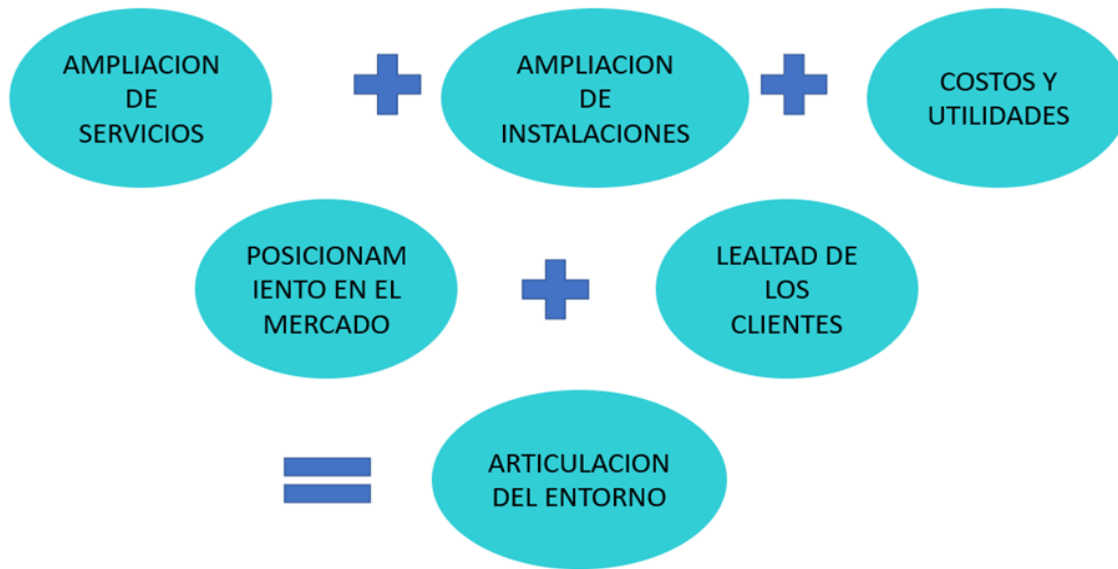 AMPLIACION
DE
SERVICIOS
AMPLIACION
DE
INSTALACIONES
COSTOS Y
UTILIDADES
POSICIONAM
IENTO EN EL
MERCADO
LEALTAD DE
LOS
CLIENTES
ARTICULACION
DEL ENTORNO